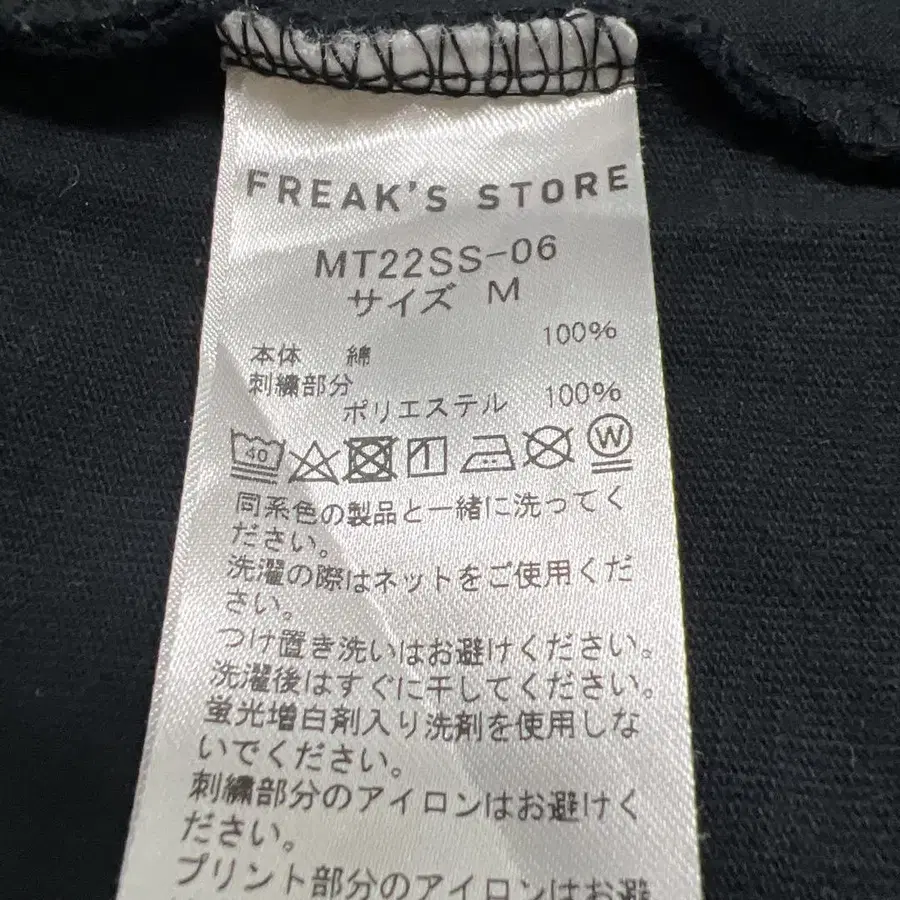 FREAK'S STORE
MT22SS-06
サイズ M
本体 綿 100%
刺繍部分
ポリエステル 100%
40 W
同系色の製品と一緒に洗ってく
ださい。
洗濯の際はネットをご使用くだ
さい。
つけ置き洗いはお避けください。
洗濯後はすぐに干してください。
蛍光増白剤入り洗剤を使用しな
いでください。
刺繍部分のアイロンはお避けく
ださい。
プリント部分のアイロンはお避